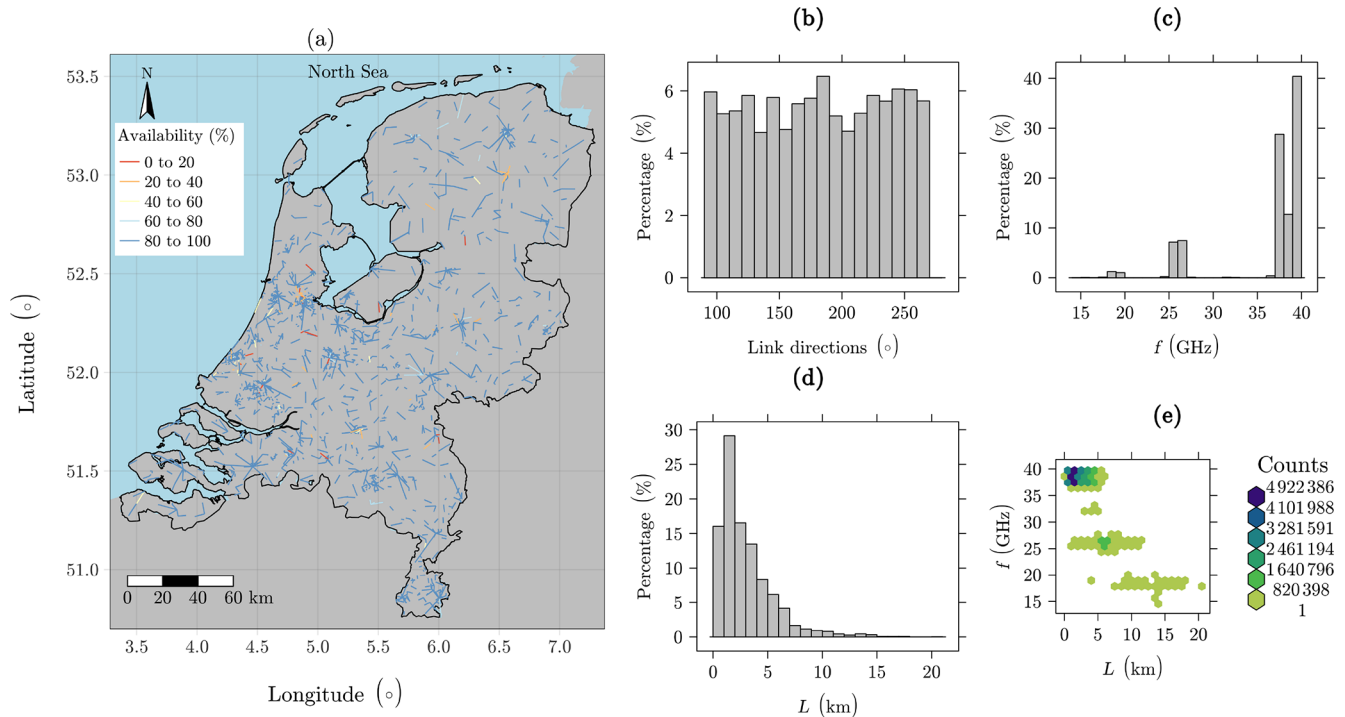 (a)
North Sea
N
Availability (%)
0 to 20
20 to 40
40 to 60
60 to 80
80 to 100
53.5
53.0
52.5
52.0
51.5
51.0
Latitude (○)
0 20 40 60 km
3.5 4.0 4.5 5.0 5.5 6.0 6.5 7.0
Longitude (○)
(b)
Percentage (%)
6
4
2
0
100 150 200 250
Link directions (○)
(c)
Percentage (%)
40
30
20
10
0
15 20 25 30 35 40
f (GHz)
(d)
Percentage (%)
30
25
20
15
10
5
0
0 5 10 15 20
L (km)
(e)
f (GHz)
40
35
30
25
20
15
0 5 10 15 20
L (km)
Counts
4 922 386
4 101 988
3 281 591
2 461 194
1 640 796
820 398
1